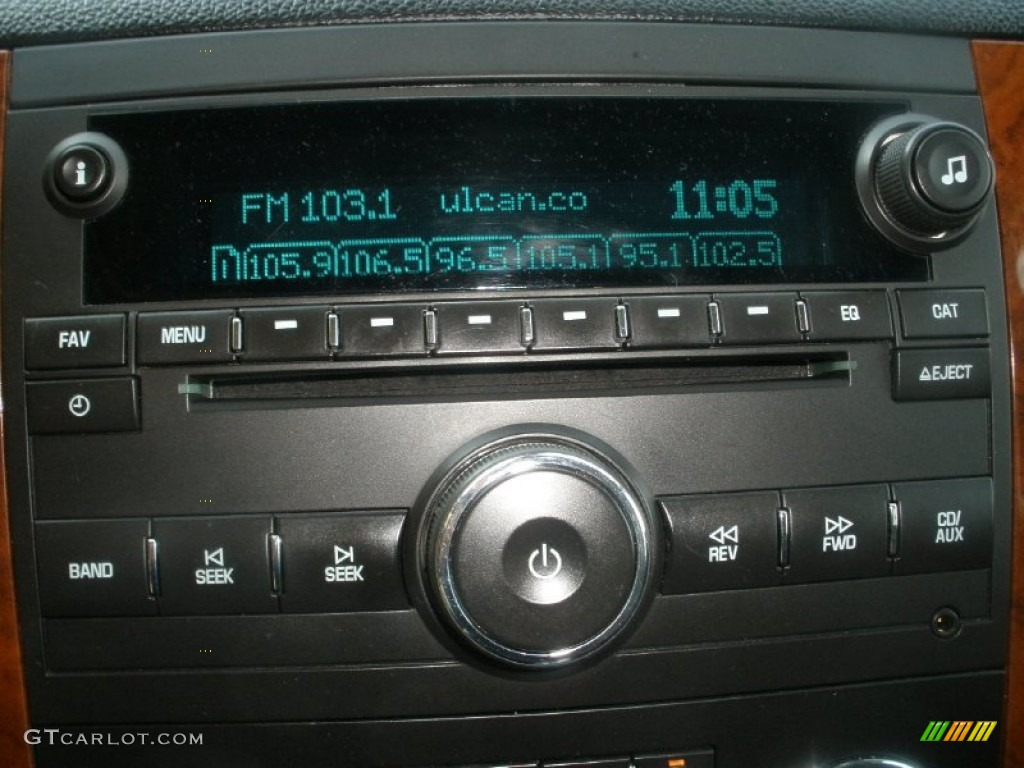 i
FM 103.1 ulcan.co 11:05
105.9 106.5 96.5 105.1 95.1 102.5
FAV MENU EQ CAT
EJECT
BAND SEEK SEEK REV FWD CD/
AUX
GTCARLOT.COM